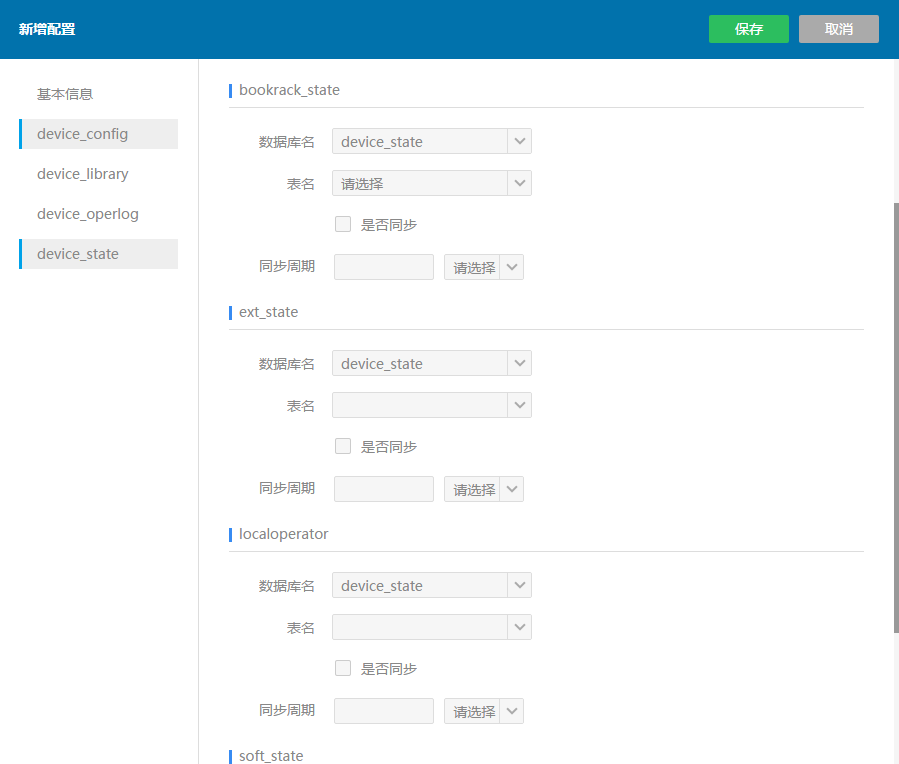 新增配置
保存
取消
基本信息
device_config
device_library
device_operlog
device_state
bookrack_state
数据库名
device_state
表名
请选择
是否同步
同步周期
请选择
ext_state
数据库名
device_state
表名
是否同步
同步周期
请选择
localoperator
数据库名
device_state
表名
是否同步
同步周期
请选择
soft_state